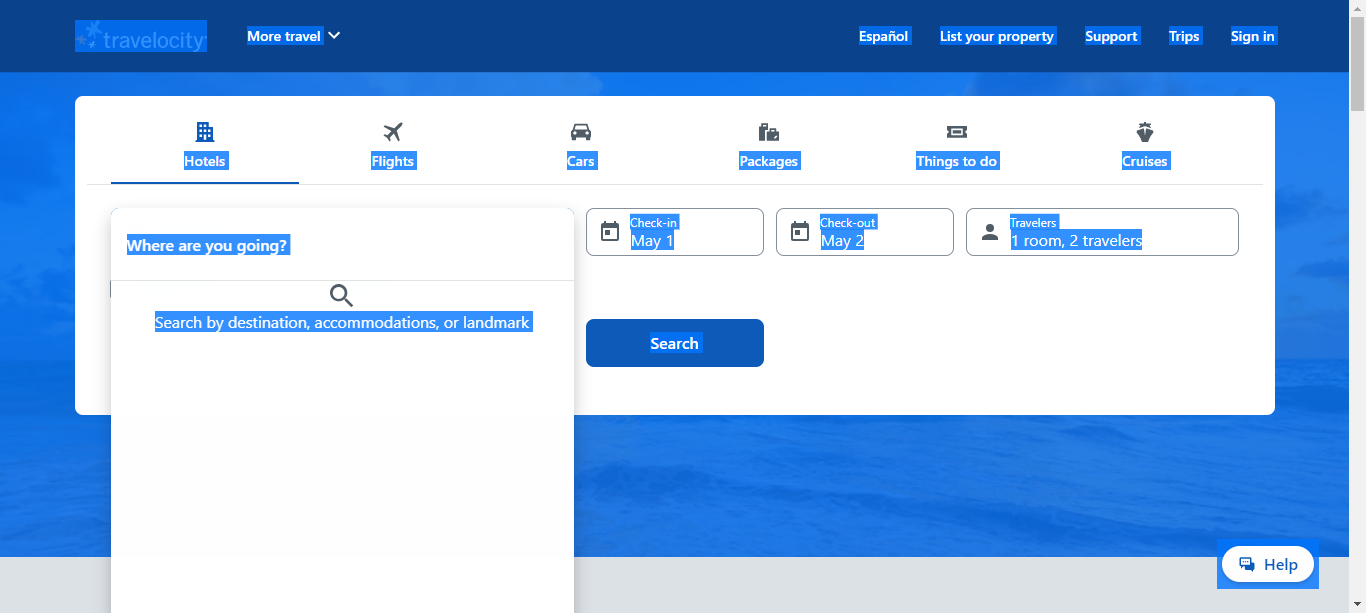 travelocity
More travel
Español
List your property
Support
Trips
Sign in
Hotels
Flights
Cars
Packages
Things to do
Cruises
Where are you going?
Check-in
May 1
Check-out
May 2
Travelers
1 room, 2 travelers
Search by destination, accommodations, or landmark
Search
Help